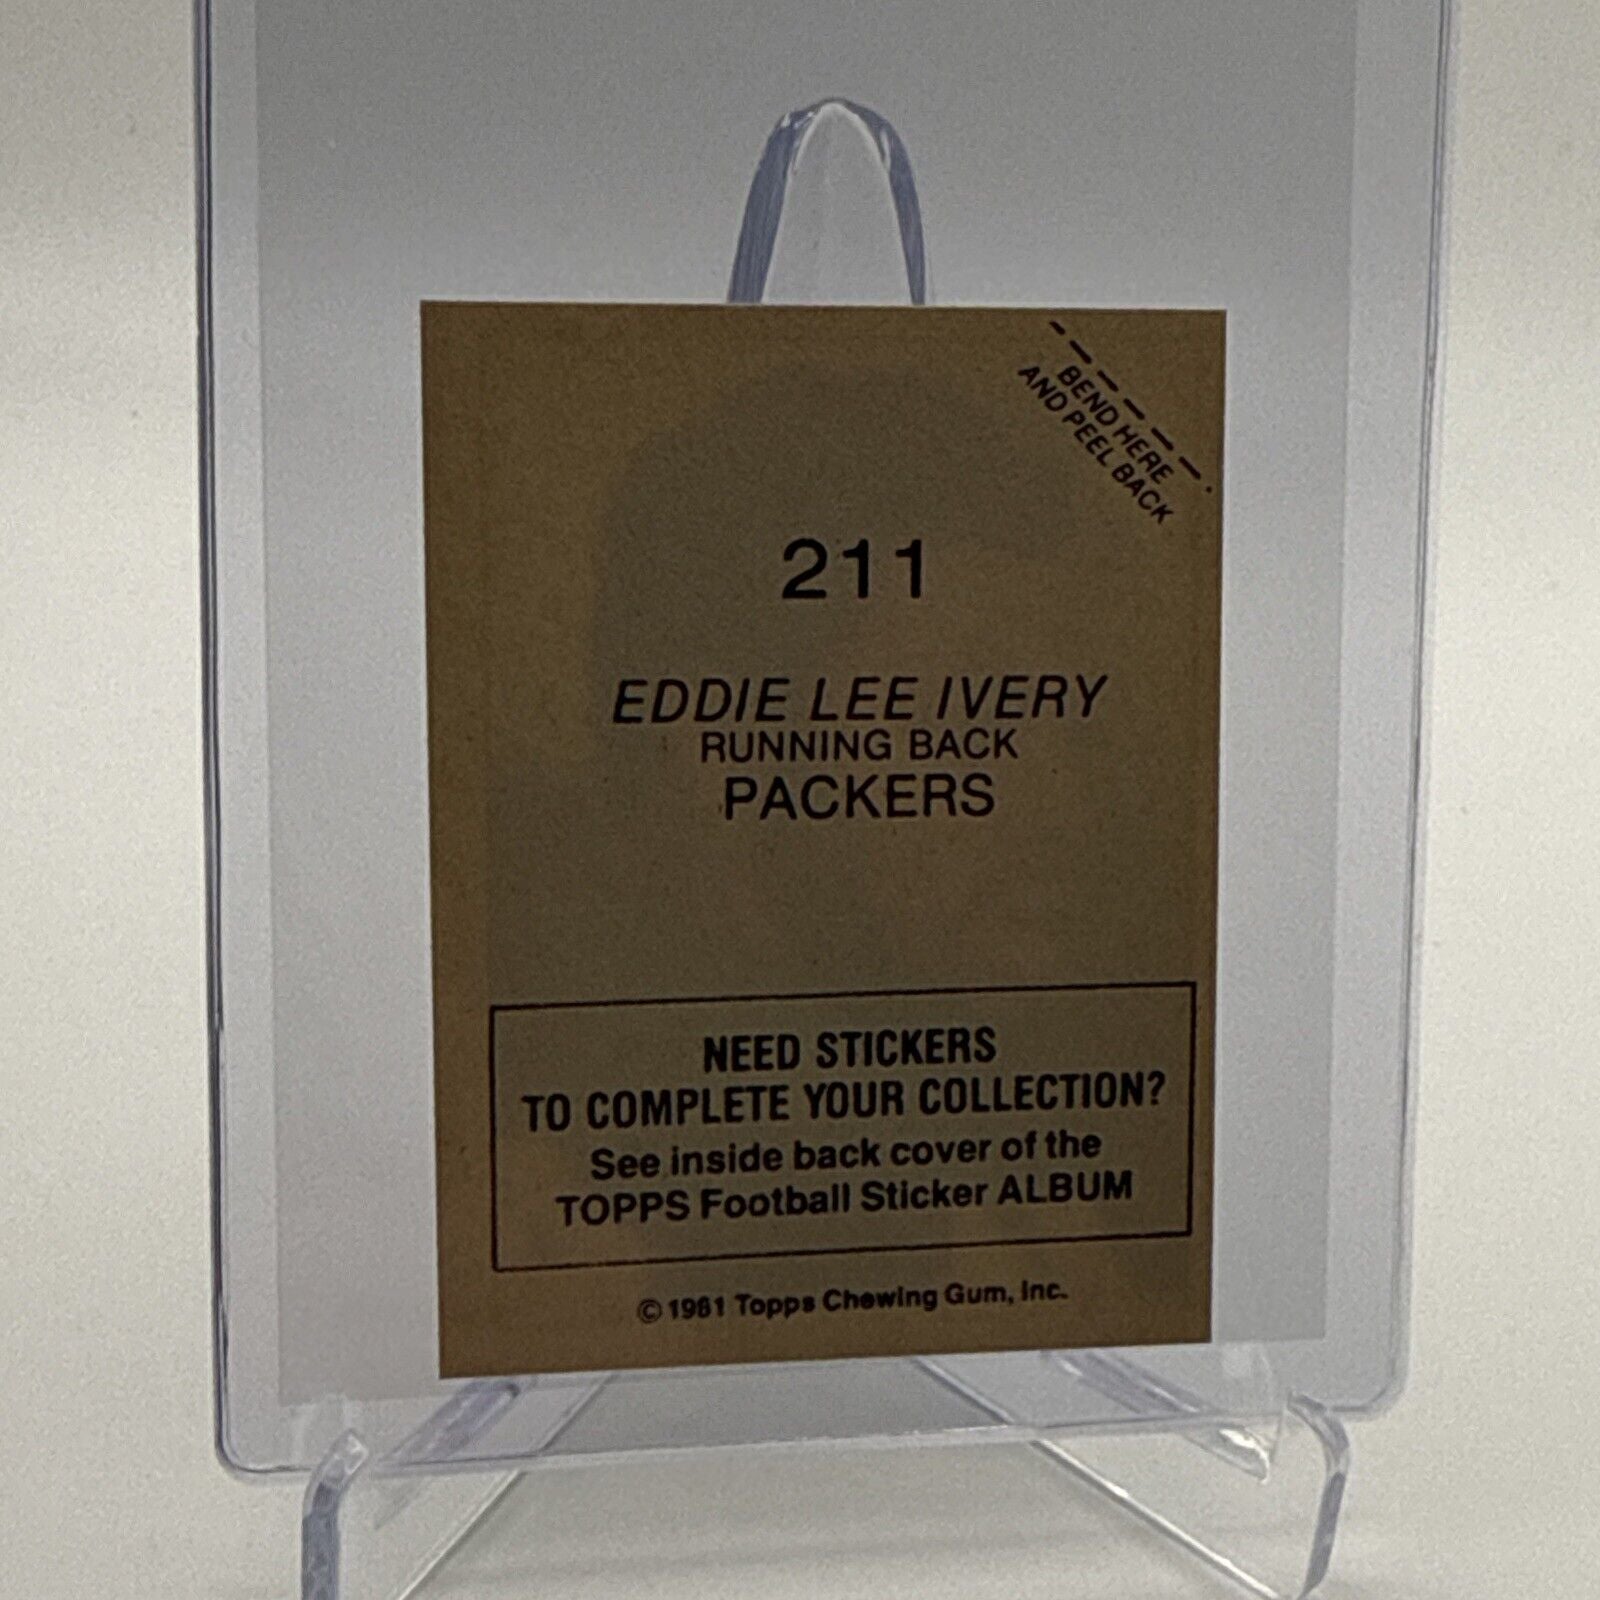 BEND HERE
AND PEEL BACK
211
EDDIE LEE IVERY
RUNNING BACK
PACKERS
NEED STICKERS
TO COMPLETE YOUR COLLECTION?
See inside back cover of the
TOPPS Football Sticker ALBUM
© 1981 Topps Chewing Gum, Inc.